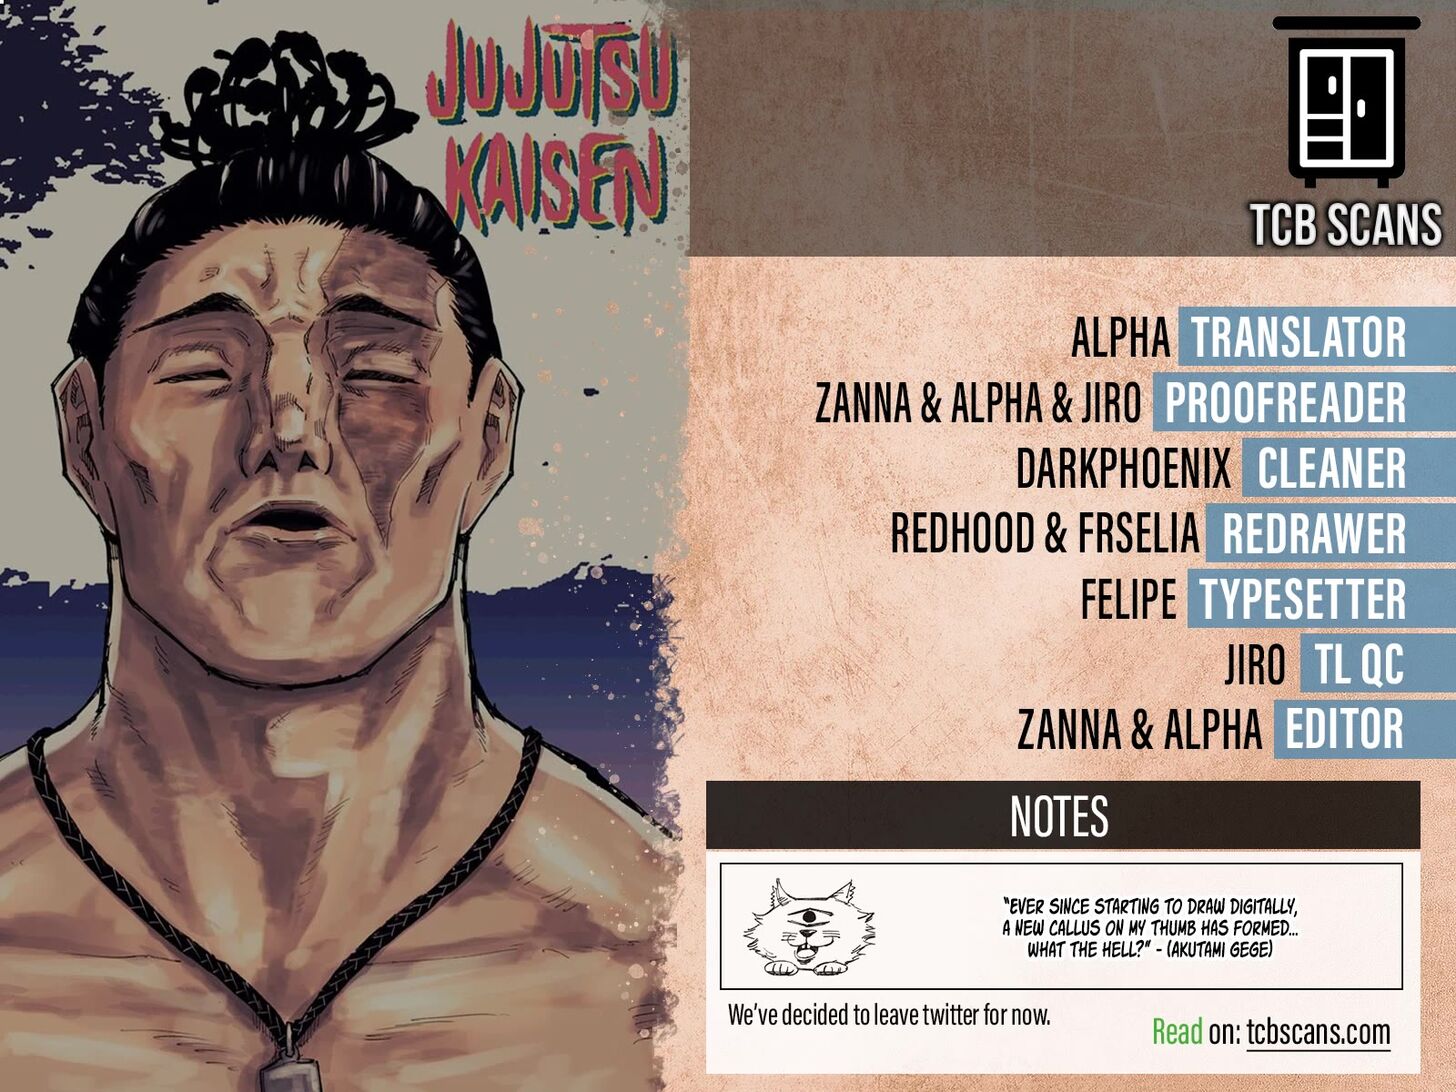 JUJUTSU
KAISEN
TCB SCANS
ALPHA TRANSLATOR
ZANNA & ALPHA & JIRO PROOFREADER
DARKPHOENIX CLEANER
REDHOOD & FRSELIA REDRAWER
FELIPE TYPESETTER
JIRO TL QC
ZANNA & ALPHA EDITOR
NOTES
"EVER SINCE STARTING TO DRAW DIGITALLY,
A NEW CALLUS ON MY THUMB HAS FORMED...
WHAT THE HELL?" - (AKUTAMI GEGE)
We've decided to leave twitter for now.
Read on: tcbscans.com